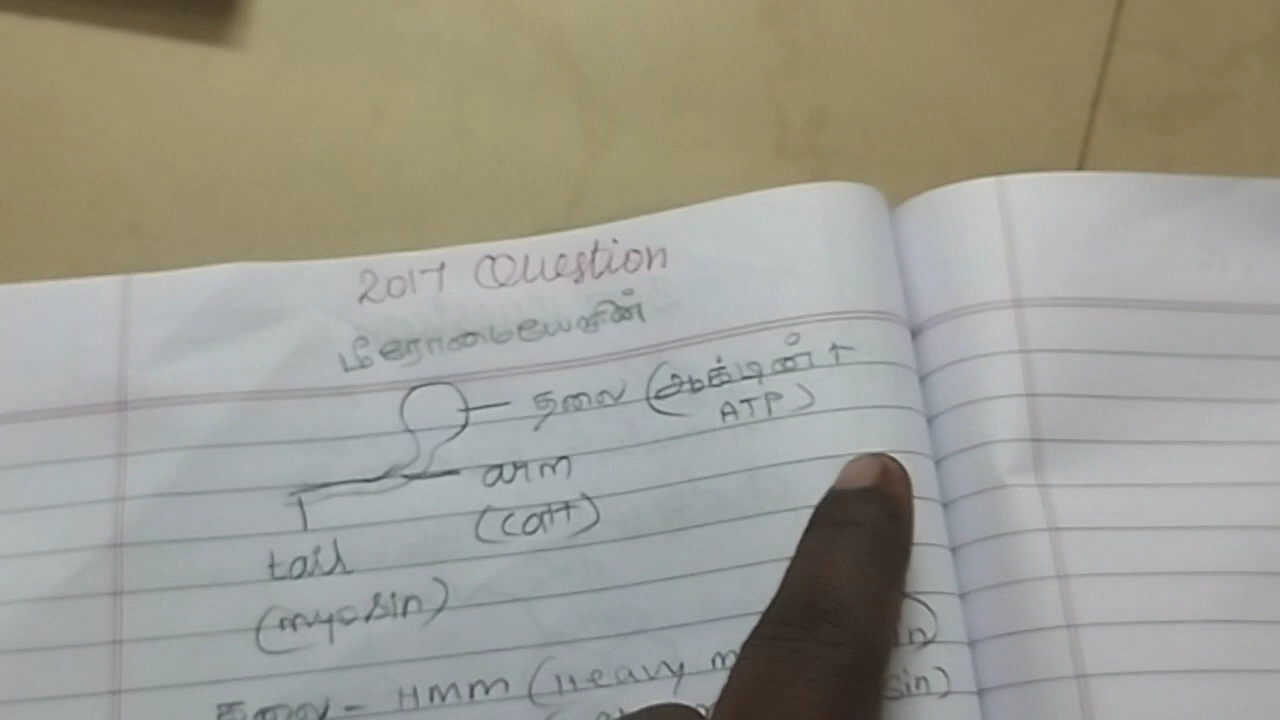 2017 Question
தலை (ஆக்டின் +
ATP)
arm
(Ca++)
tail
(myosin)
தலை - HMM (Heavy m